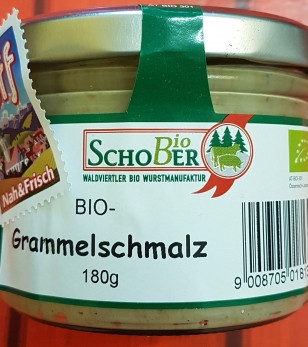 Nah&Frisch
Bio
SCHOBER
WALDVIERTLER BIO WURSTMANUFAKTUR
BIO-
Grammelschmalz
180g
9 008705 018